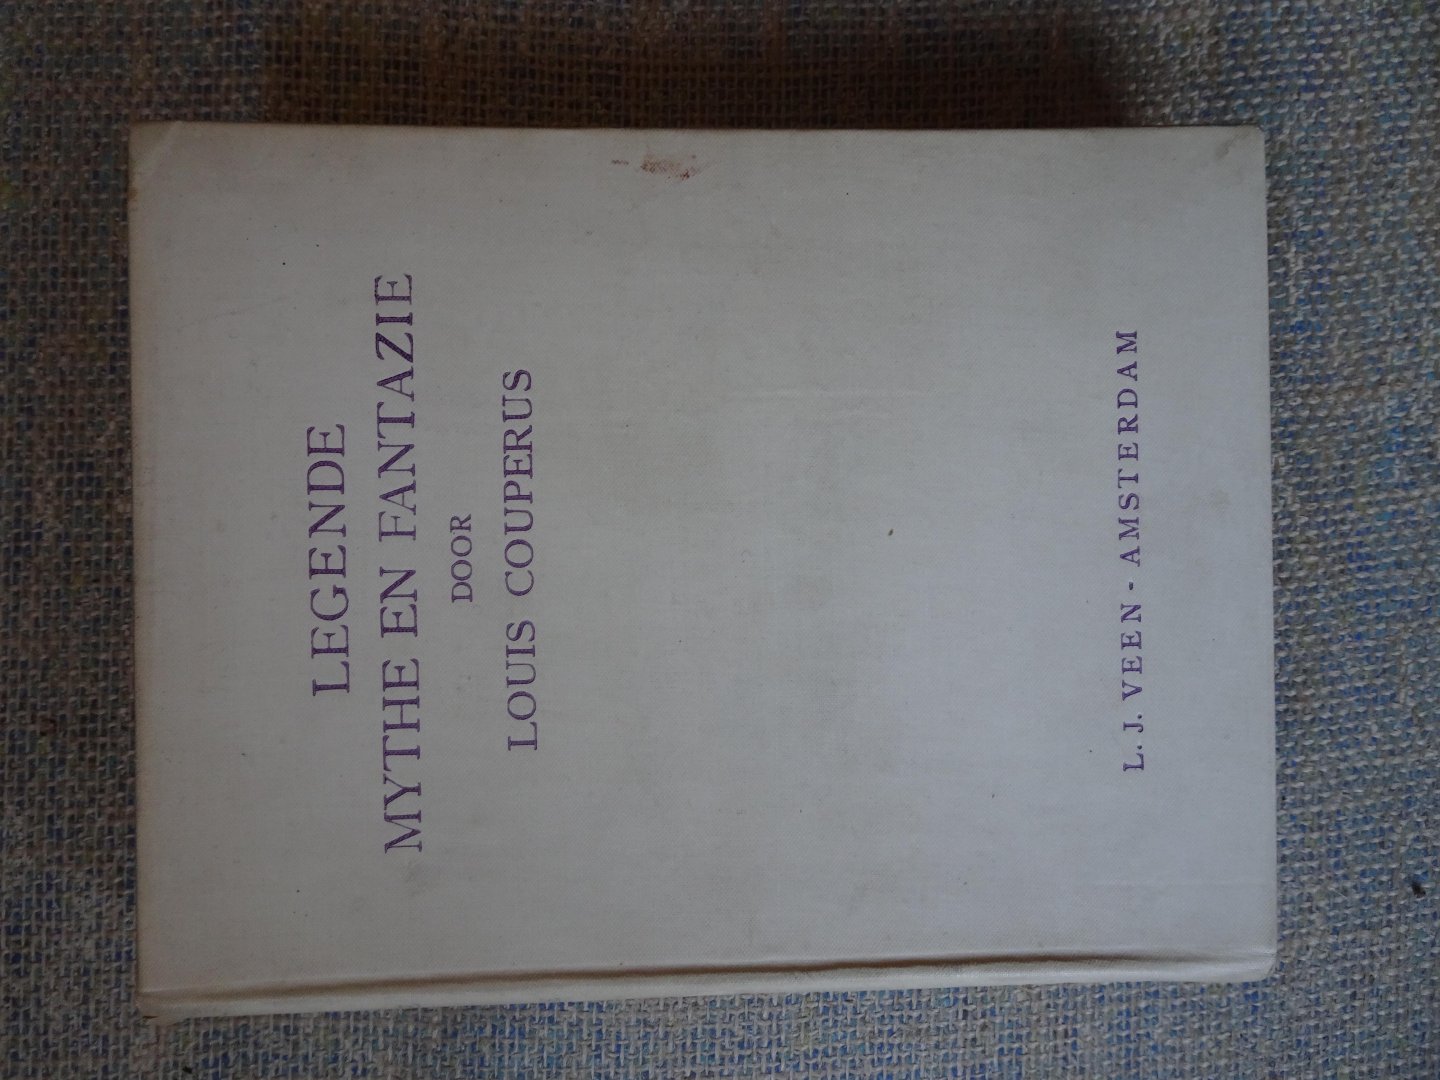 LEGENDE
MYTHE EN FANTAZIE
DOOR
LOUIS COUPERUS
L. J. VEEN - AMSTERDAM